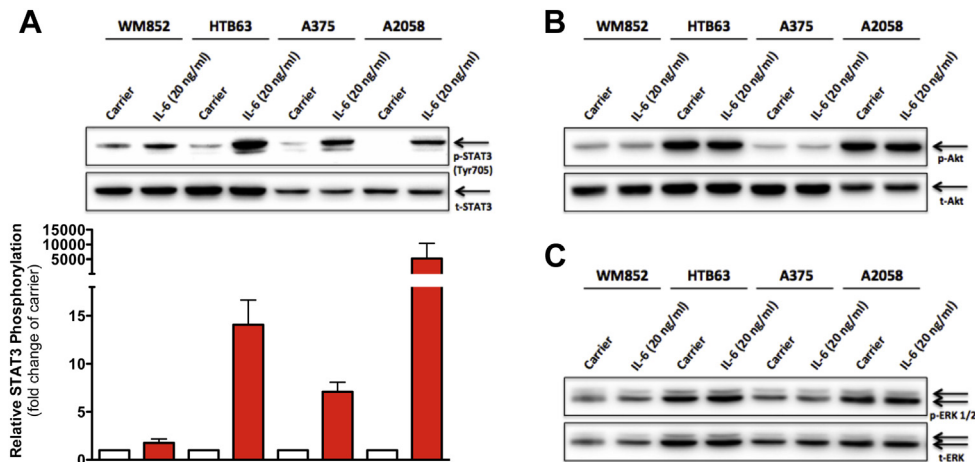 A
WM852 HTB63 A375 A2058
Carrier IL-6 (20 ng/ml) Carrier IL-6 (20 ng/ml) Carrier IL-6 (20 ng/ml) Carrier IL-6 (20 ng/ml)
p-STAT3
(Tyr705)
t-STAT3
Relative STAT3 Phosphorylation
(fold change of carrier)
15000
10000
5000
15
10
5
0
B
WM852 HTB63 A375 A2058
Carrier IL-6 (20 ng/ml) Carrier IL-6 (20 ng/ml) Carrier IL-6 (20 ng/ml) Carrier IL-6 (20 ng/ml)
p-Akt
t-Akt
C
WM852 HTB63 A375 A2058
Carrier IL-6 (20 ng/ml) Carrier IL-6 (20 ng/ml) Carrier IL-6 (20 ng/ml) Carrier IL-6 (20 ng/ml)
p-ERK 1/2
t-ERK